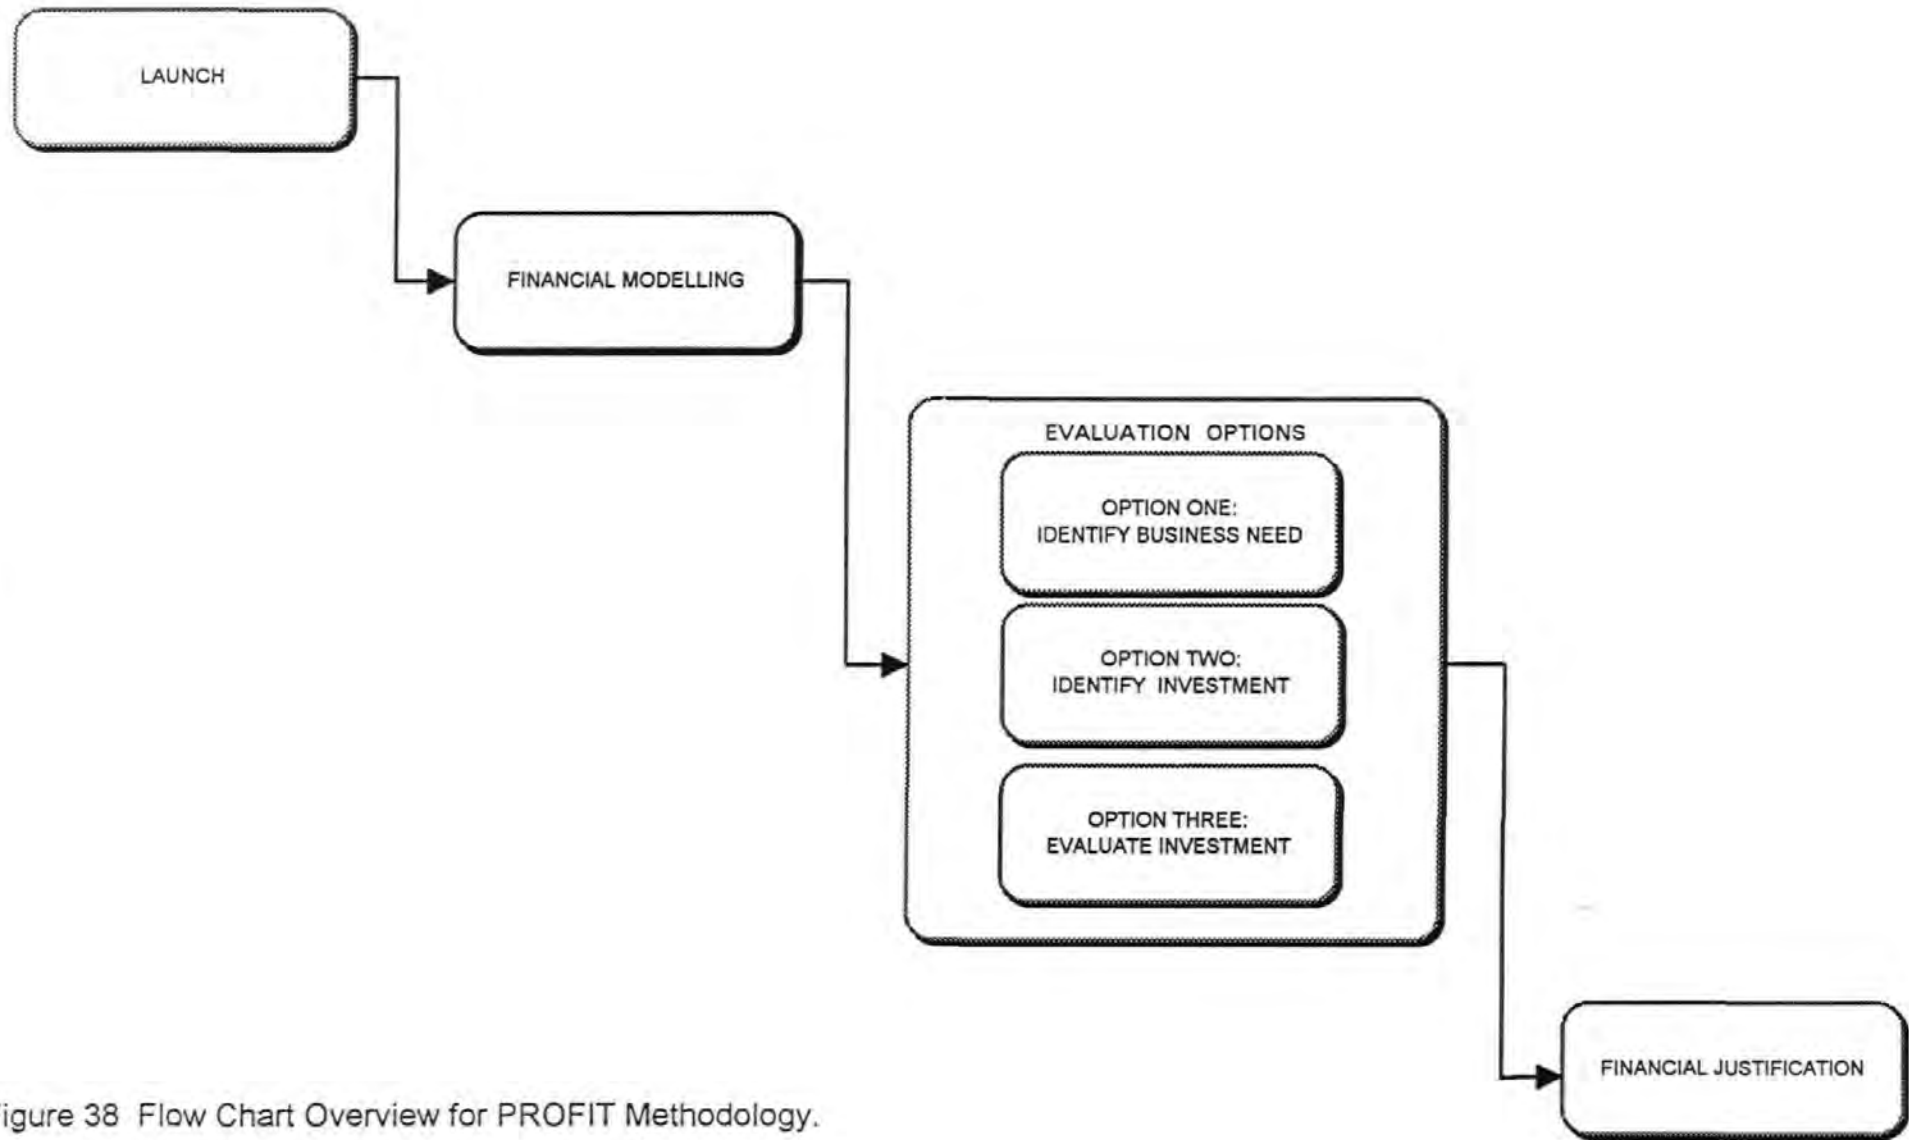 LAUNCH
FINANCIAL MODELLING
EVALUATION OPTIONS
OPTION ONE:
IDENTIFY BUSINESS NEED
OPTION TWO:
IDENTIFY INVESTMENT
OPTION THREE:
EVALUATE INVESTMENT
FINANCIAL JUSTIFICATION
igure 38 Flow Chart Overview for PROFIT Methodology.